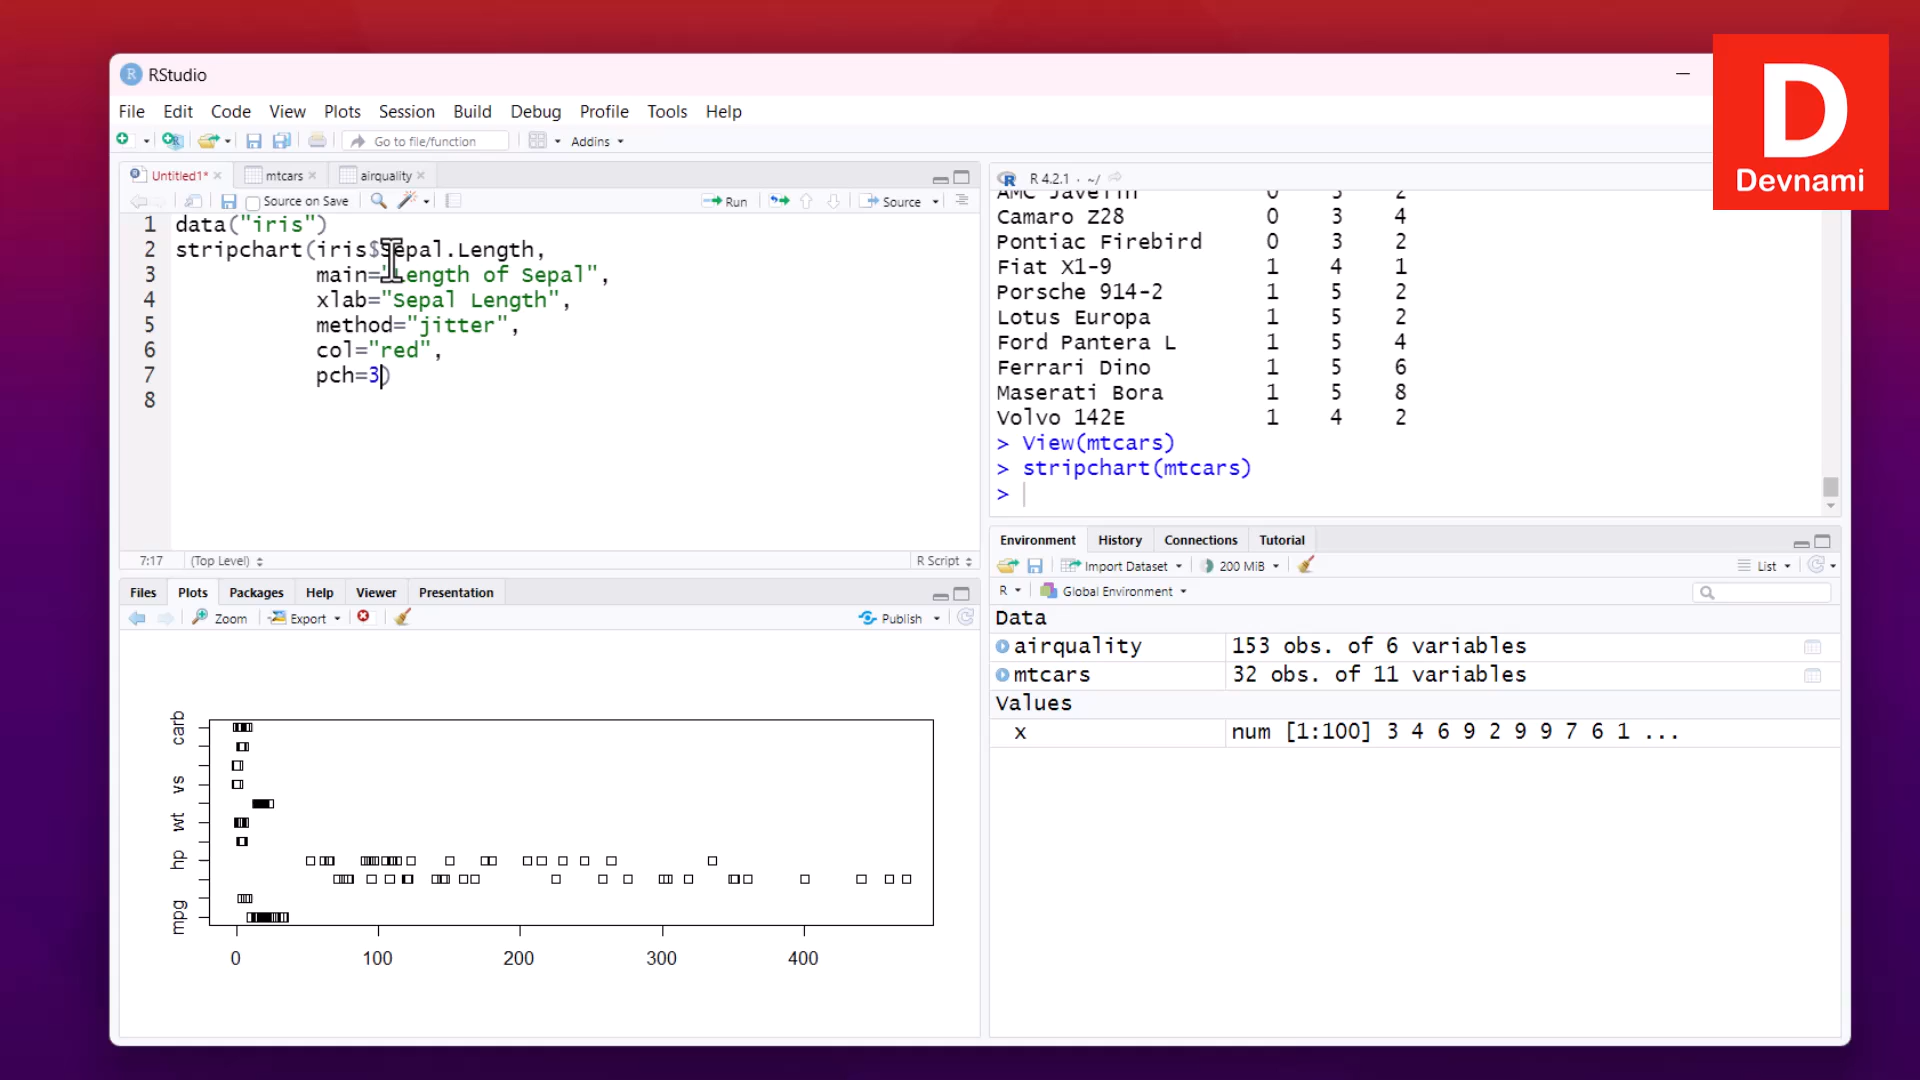 RStudio
File Edit Code View Plots Session Build Debug Profile Tools Help
Go to file/function Addins
Untitled1* mtcars airquality
Source on Save Run Source
1 data("iris")
2 stripchart(iris$Sepal.Length,
3 main="Length of Sepal",
4 xlab="Sepal Length",
5 method="jitter",
6 col="red",
7 pch=3)
8
7:17 (Top Level) R Script
Files Plots Packages Help Viewer Presentation
Zoom Export Publish
carb
vs
wt
hp
mpg
0 100 200 300 400
R 4.2.1 · ~/
AMC Javelin 0 3 2
Camaro Z28 0 3 4
Pontiac Firebird 0 3 2
Fiat X1-9 1 4 1
Porsche 914-2 1 5 2
Lotus Europa 1 5 2
Ford Pantera L 1 5 4
Ferrari Dino 1 5 6
Maserati Bora 1 5 8
Volvo 142E 1 4 2
> View(mtcars)
> stripchart(mtcars)
>
Environment History Connections Tutorial
Import Dataset 200 MiB List
R Global Environment
Data
airquality 153 obs. of 6 variables
mtcars 32 obs. of 11 variables
Values
x num [1:100] 3 4 6 9 2 9 9 7 6 1 ...
D
Devnami